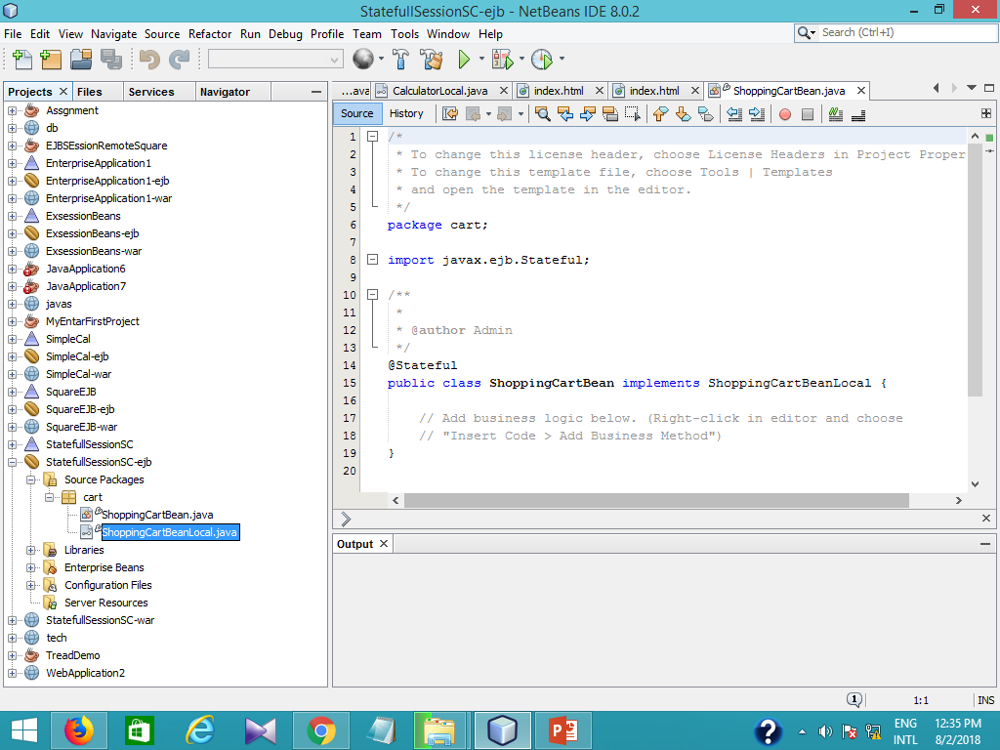 StatefullSessionSC-ejb - NetBeans IDE 8.0.2
File Edit View Navigate Source Refactor Run Debug Profile Team Tools Window Help
Search (Ctrl+I)
Projects Files Services Navigator
Assgnment
db
EJBSEssionRemoteSquare
EnterpriseApplication1
EnterpriseApplication1-ejb
EnterpriseApplication1-war
ExsessionBeans
ExsessionBeans-ejb
ExsessionBeans-war
JavaApplication6
JavaApplication7
javas
MyEntarFirstProject
SimpleCal
SimpleCal-ejb
SimpleCal-war
SquareEJB
SquareEJB-ejb
SquareEJB-war
StatefullSessionSC
StatefullSessionSC-ejb
Source Packages
cart
ShoppingCartBean.java
ShoppingCartBeanLocal.java
Libraries
Enterprise Beans
Configuration Files
Server Resources
StatefullSessionSC-war
tech
TreadDemo
WebApplication2
...ava CalculatorLocal.java index.html index.html ShoppingCartBean.java
Source History
1 /*
2 * To change this license header, choose License Headers in Project Proper
3 * To change this template file, choose Tools | Templates
4 * and open the template in the editor.
5 */
6 package cart;
7
8 import javax.ejb.Stateful;
9
10 /**
11 *
12 * @author Admin
13 */
14 @Stateful
15 public class ShoppingCartBean implements ShoppingCartBeanLocal {
16
17 // Add business logic below. (Right-click in editor and choose
18 // "Insert Code > Add Business Method")
19 }
20
Output
1 1:1 INS
ENG 12:35 PM
INTL 8/2/2018